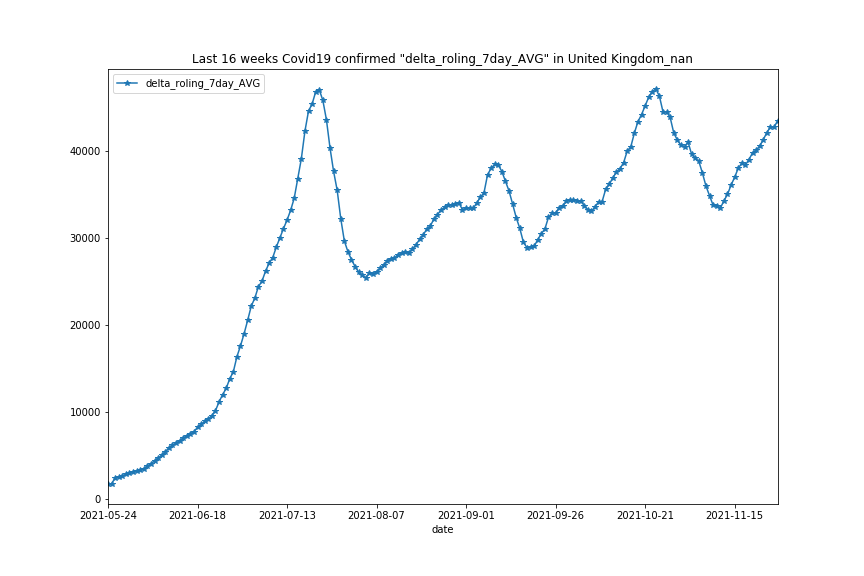 Last 16 weeks Covid19 confirmed "delta_roling_7day_AVG" in United Kingdom_nan
delta_roling_7day_AVG
40000
30000
20000
10000
0
2021-05-24 2021-06-18 2021-07-13 2021-08-07 2021-09-01 2021-09-26 2021-10-21 2021-11-15
date